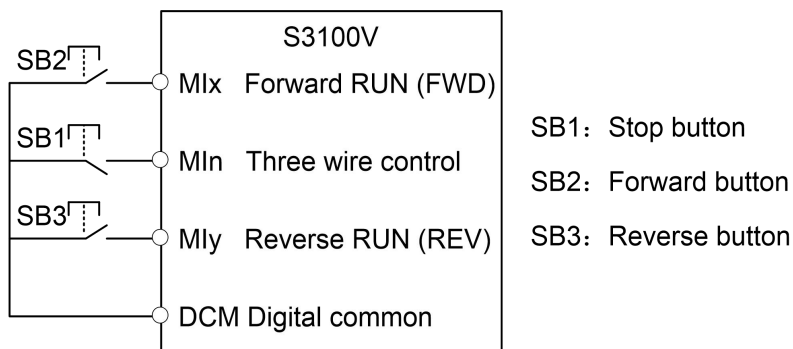 S3100V
SB2 MIx Forward RUN (FWD)
SB1 MIn Three wire control
SB3 MIy Reverse RUN (REV)
DCM Digital common
SB1：Stop button
SB2：Forward button
SB3：Reverse button